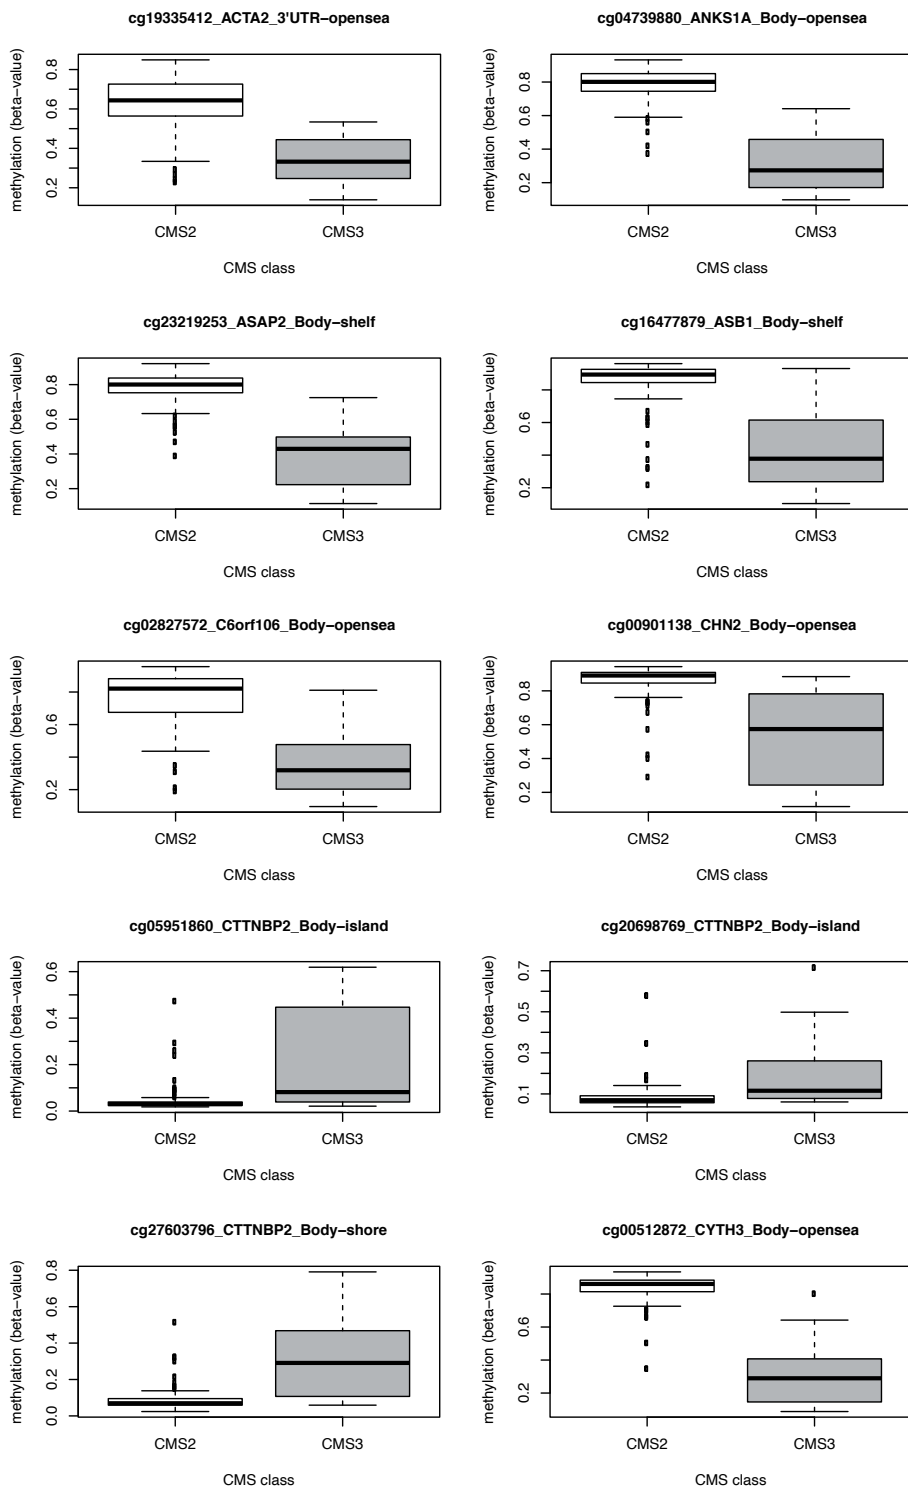 cg19335412_ACTA2_3'UTR−opensea
methylation (beta−value)
0.2 0.4 0.6 0.8
CMS2 CMS3
CMS class
cg04739880_ANKS1A_Body−opensea
methylation (beta−value)
0.2 0.4 0.8
CMS2 CMS3
CMS class
cg23219253_ASAP2_Body−shelf
methylation (beta−value)
0.2 0.4 0.6 0.8
CMS2 CMS3
CMS class
cg16477879_ASB1_Body−shelf
methylation (beta−value)
0.2 0.6
CMS2 CMS3
CMS class
cg02827572_C6orf106_Body−opensea
methylation (beta−value)
0.2 0.6
CMS2 CMS3
CMS class
cg00901138_CHN2_Body−opensea
methylation (beta−value)
0.2 0.4 0.6 0.8
CMS2 CMS3
CMS class
cg05951860_CTTNBP2_Body−island
methylation (beta−value)
0.0 0.2 0.4 0.6
CMS2 CMS3
CMS class
cg20698769_CTTNBP2_Body−island
methylation (beta−value)
0.1 0.3 0.5 0.7
CMS2 CMS3
CMS class
cg27603796_CTTNBP2_Body−shore
methylation (beta−value)
0.0 0.2 0.4 0.6 0.8
CMS2 CMS3
CMS class
cg00512872_CYTH3_Body−opensea
methylation (beta−value)
0.2 0.6
CMS2 CMS3
CMS class